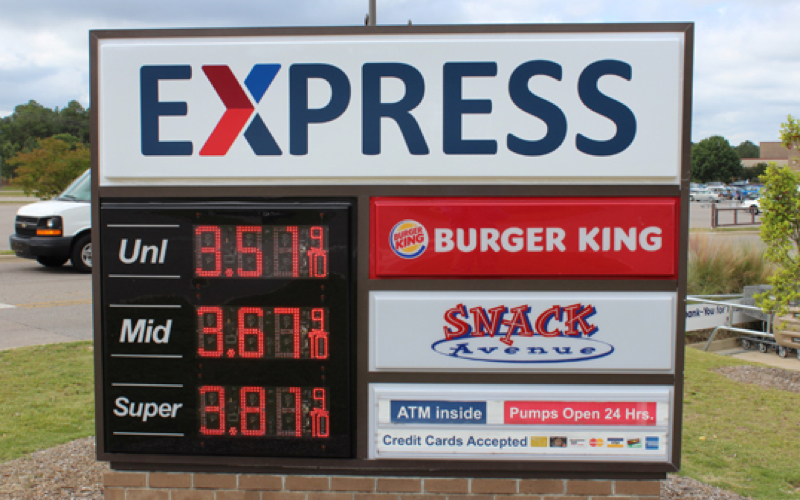 EXPRESS
Unl 3.51 9/10
Mid 3.67 9/10
Super 3.81 9/10
BURGER KING
BURGER KING
SNACK
Avenue
ATM inside
Pumps Open 24 Hrs.
Credit Cards Accepted